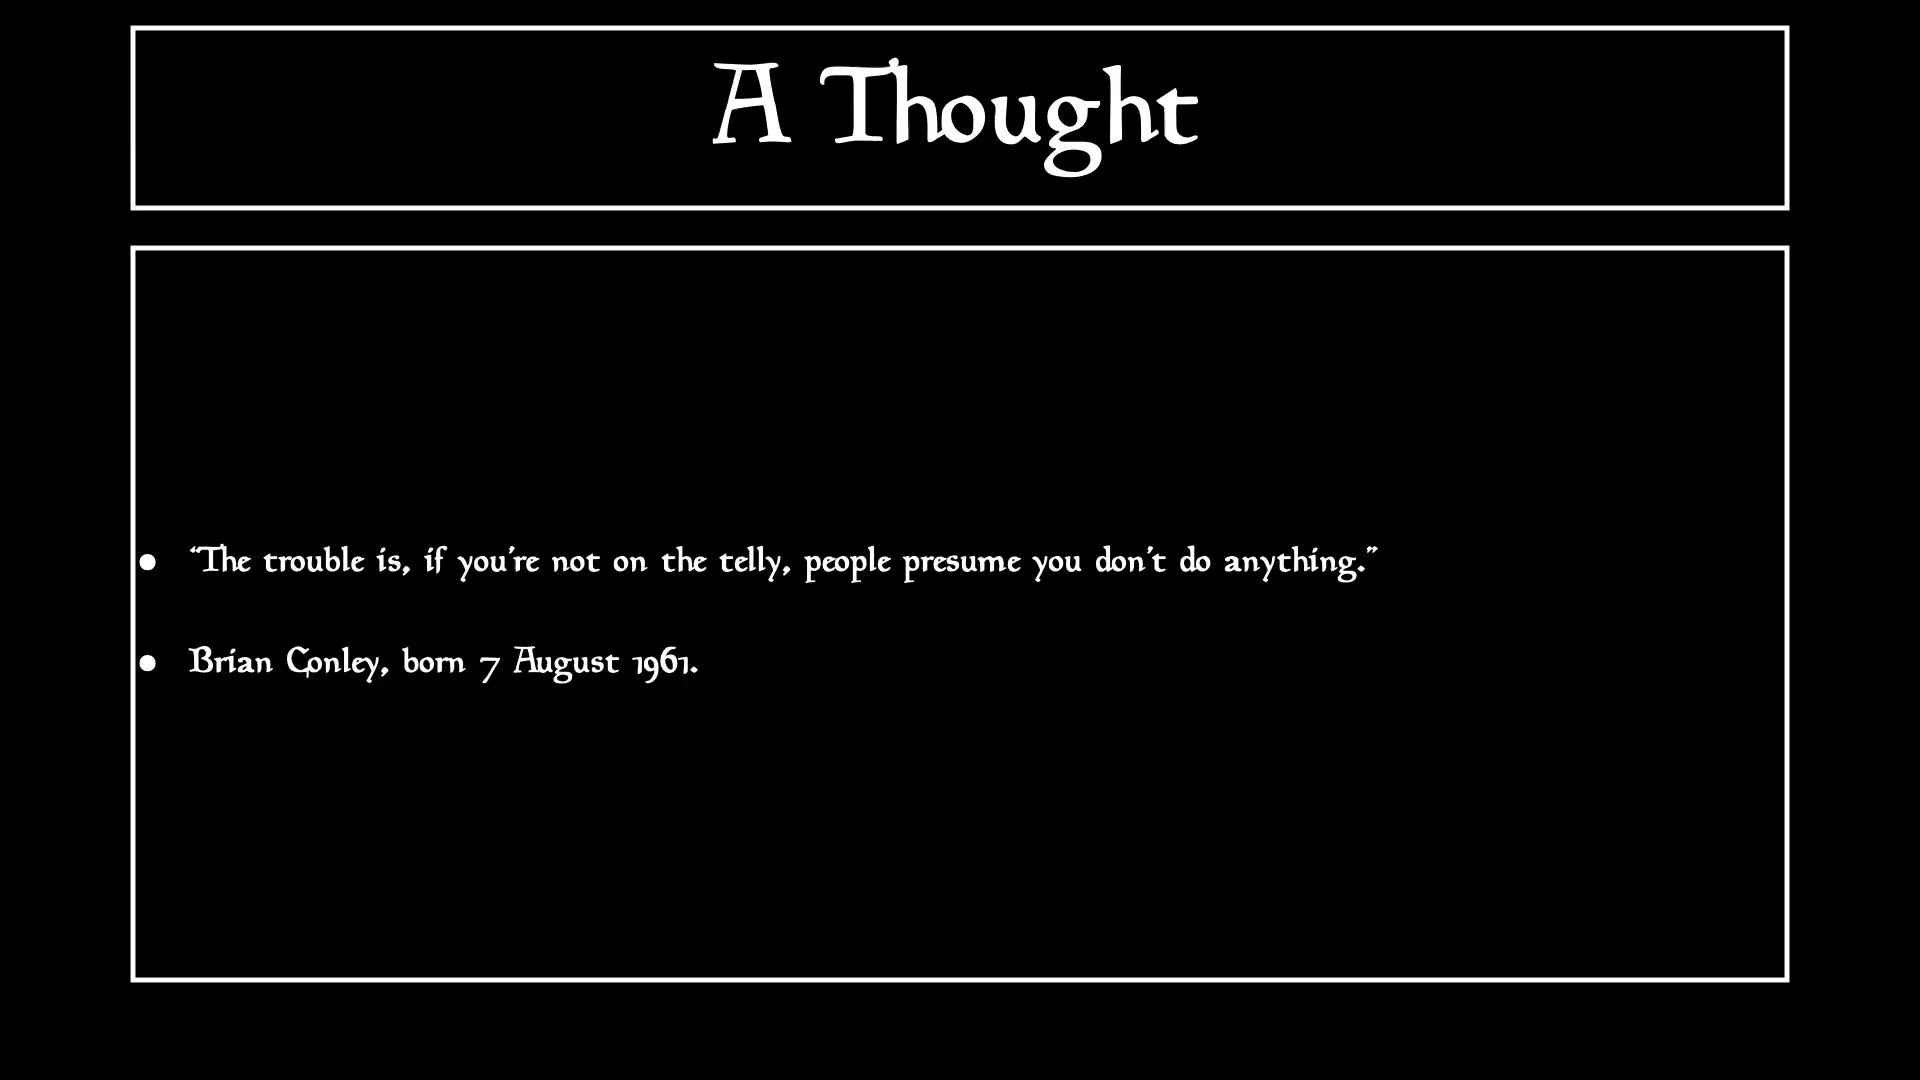 A Thought
• “The trouble is, if you’re not on the telly, people presume you don’t do anything.”
• Brian Conley, born 7 August 1961.